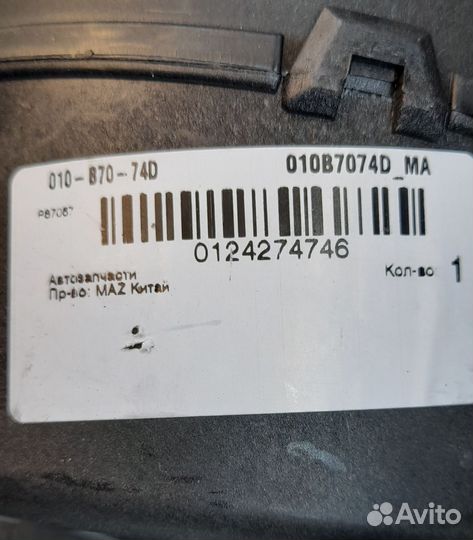 010-B70-74D 010B7074D_MA
P87067
0124274746
Автозапчасти
Пр-во: MAZ Китай
Кол-во: 1
Avito